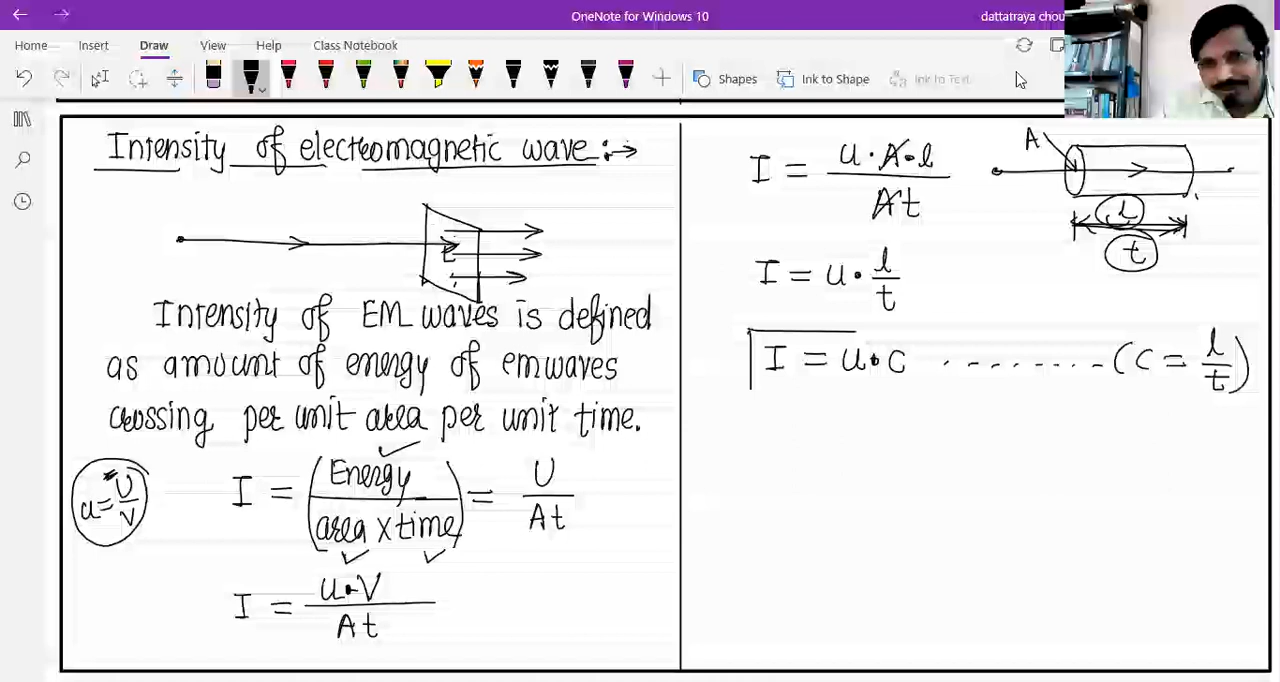 OneNote for Windows 10
dattatraya chou
Home Insert Draw View Help Class Notebook
Shapes Ink to Shape Ink to Text
Intensity of electromagnetic wave :→
t
Intensity of EM waves is defined
as amount of energy of emwaves
crossing per unit area per unit time.
u = U/V
I = (Energy / area × time) = U / At
I = u·V / At
I = u·A·l / At
A
l
t
I = u·l/t
I = u·c ........ (c = l/t)